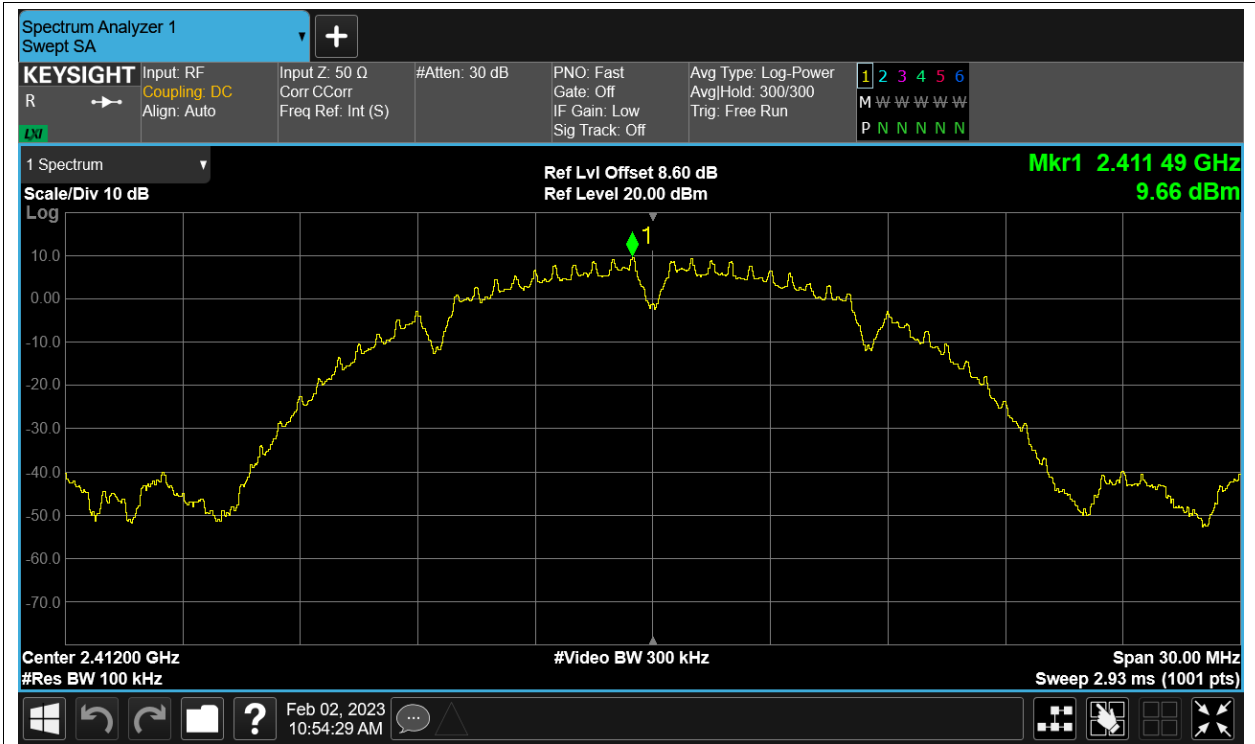 Spectrum Analyzer 1
Swept SA
+
KEYSIGHT
R
LXI
Input: RF
Coupling: DC
Align: Auto
Input Z: 50 Ω
Corr CCorr
Freq Ref: Int (S)
#Atten: 30 dB
PNO: Fast
Gate: Off
IF Gain: Low
Sig Track: Off
Avg Type: Log-Power
Avg|Hold: 300/300
Trig: Free Run
1 2 3 4 5 6
M W W W W W
P N N N N N
1 Spectrum
Scale/Div 10 dB
Log
Ref Lvl Offset 8.60 dB
Ref Level 20.00 dBm
Mkr1 2.411 49 GHz
9.66 dBm
1
10.0
0.00
-10.0
-20.0
-30.0
-40.0
-50.0
-60.0
-70.0
Center 2.41200 GHz
#Res BW 100 kHz
#Video BW 300 kHz
Span 30.00 MHz
Sweep 2.93 ms (1001 pts)
?
Feb 02, 2023
10:54:29 AM